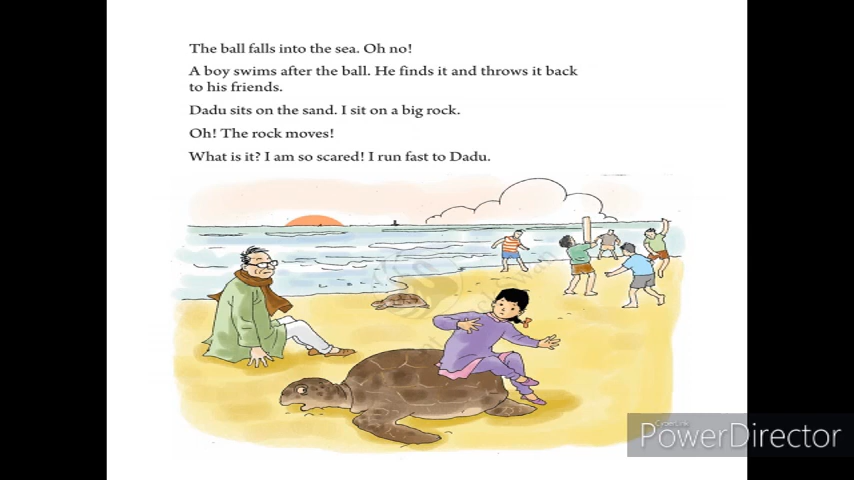 The ball falls into the sea. Oh no!
A boy swims after the ball. He finds it and throws it back
to his friends.
Dadu sits on the sand. I sit on a big rock.
Oh! The rock moves!
What is it? I am so scared! I run fast to Dadu.
CyberLink
PowerDirector